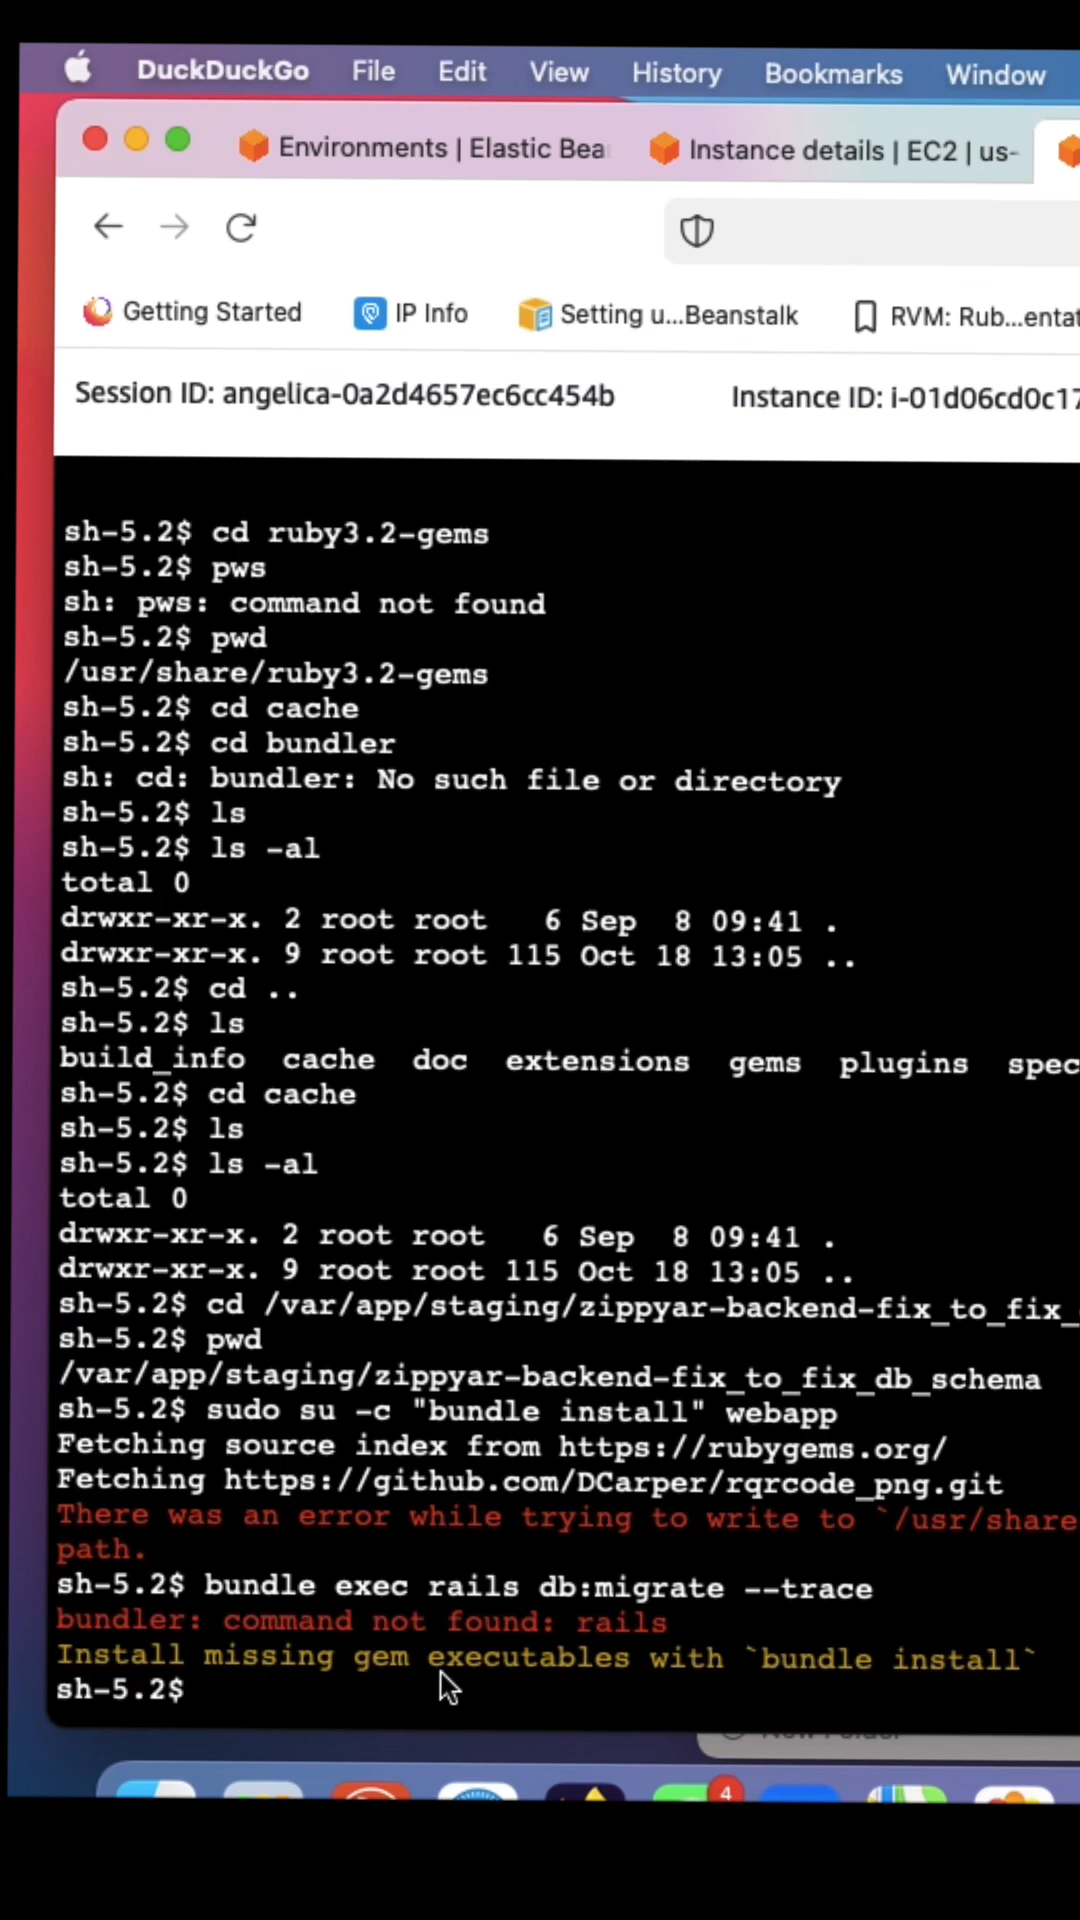 DuckDuckGo File Edit View History Bookmarks Window
Environments | Elastic Bea Instance details | EC2 | us-
Getting Started IP Info Setting u...Beanstalk RVM: Rub...entat
Session ID: angelica-0a2d4657ec6cc454b Instance ID: i-01d06cd0c17
sh-5.2$ cd ruby3.2-gems
sh-5.2$ pws
sh: pws: command not found
sh-5.2$ pwd
/usr/share/ruby3.2-gems
sh-5.2$ cd cache
sh-5.2$ cd bundler
sh: cd: bundler: No such file or directory
sh-5.2$ ls
sh-5.2$ ls -al
total 0
drwxr-xr-x. 2 root root 6 Sep 8 09:41 .
drwxr-xr-x. 9 root root 115 Oct 18 13:05 ..
sh-5.2$ cd ..
sh-5.2$ ls
build_info cache doc extensions gems plugins spec
sh-5.2$ cd cache
sh-5.2$ ls
sh-5.2$ ls -al
total 0
drwxr-xr-x. 2 root root 6 Sep 8 09:41 .
drwxr-xr-x. 9 root root 115 Oct 18 13:05 ..
sh-5.2$ cd /var/app/staging/zippyar-backend-fix_to_fix_
sh-5.2$ pwd
/var/app/staging/zippyar-backend-fix_to_fix_db_schema
sh-5.2$ sudo su -c "bundle install" webapp
Fetching source index from https://rubygems.org/
Fetching https://github.com/DCarper/rqrcode_png.git
There was an error while trying to write to `/usr/share
path.
sh-5.2$ bundle exec rails db:migrate --trace
bundler: command not found: rails
Install missing gem executables with `bundle install`
sh-5.2$
4